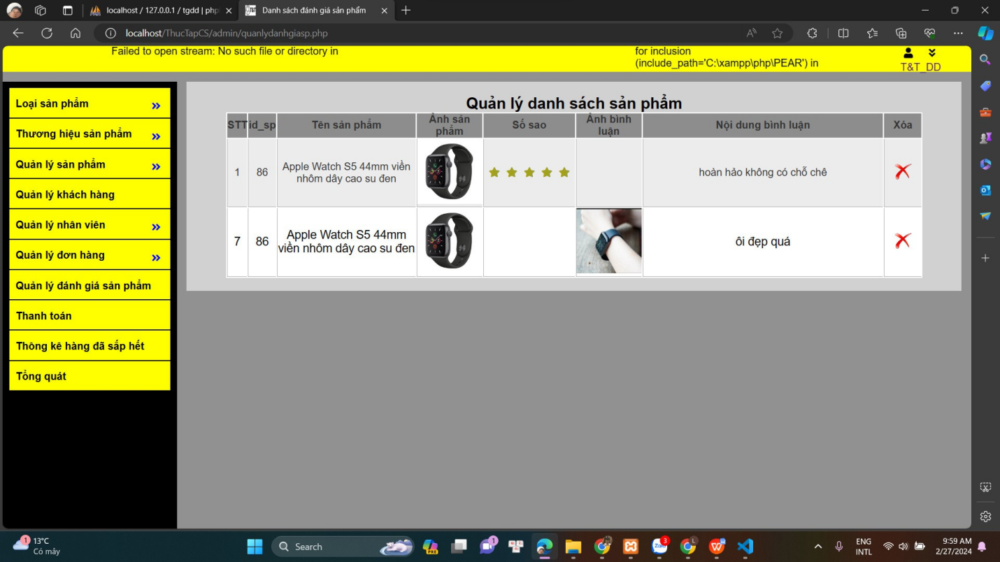 localhost / 127.0.0.1 / tgdd | php
Danh sách đánh giá sản phẩm
localhost/ThucTapCS/admin/quanlydanhgiasp.php
Failed to open stream: No such file or directory in
for inclusion
(include_path='C:\xampp\php\PEAR') in
T&T_DD
Loại sản phẩm
Thương hiệu sản phẩm
Quản lý sản phẩm
Quản lý khách hàng
Quản lý nhân viên
Quản lý đơn hàng
Quản lý đánh giá sản phẩm
Thanh toán
Thông kê hàng đã sắp hết
Tổng quát
Quản lý danh sách sản phẩm
STT id_sp Tên sản phẩm Ảnh sản phẩm Số sao Ảnh bình luận Nội dung bình luận Xóa
1 86 Apple Watch S5 44mm viền nhôm dây cao su đen hoàn hảo không có chỗ chê
7 86 Apple Watch S5 44mm viền nhôm dây cao su đen ôi đẹp quá
1
13°C
Có mây
Search
PRE
1
Zalo
3
L
ENG
INTL
9:59 AM
2/27/2024